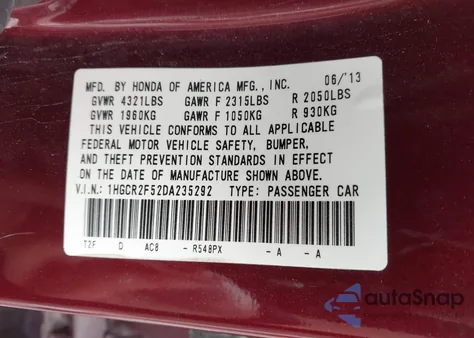 MFD. BY HONDA OF AMERICA MFG., INC. 06/'13
GVWR 4321LBS GAWR F 2315LBS R 2050LBS
GVWR 1960KG GAWR F 1050KG R 930KG
THIS VEHICLE CONFORMS TO ALL APPLICABLE
FEDERAL MOTOR VEHICLE SAFETY, BUMPER,
AND THEFT PREVENTION STANDARDS IN EFFECT
ON THE DATE OF MANUFACTURE SHOWN ABOVE.
V.I.N: 1HGCR2F52DA235292 TYPE: PASSENGER CAR
T2F D AC8 - R548PX - A - A
autoSnap